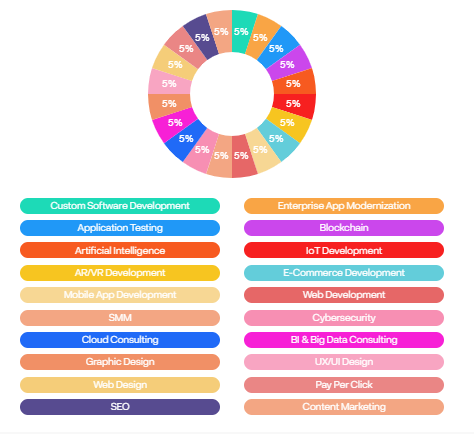 5% 5%
5% 5%
5% 5%
5% 5%
5% 5%
5% 5%
5% 5%
5% 5%
5% 5%
5% 5%
Custom Software Development Enterprise App Modernization
Application Testing Blockchain
Artificial Intelligence IoT Development
AR/VR Development E-Commerce Development
Mobile App Development Web Development
SMM Cybersecurity
Cloud Consulting BI & Big Data Consulting
Graphic Design UX/UI Design
Web Design Pay Per Click
SEO Content Marketing